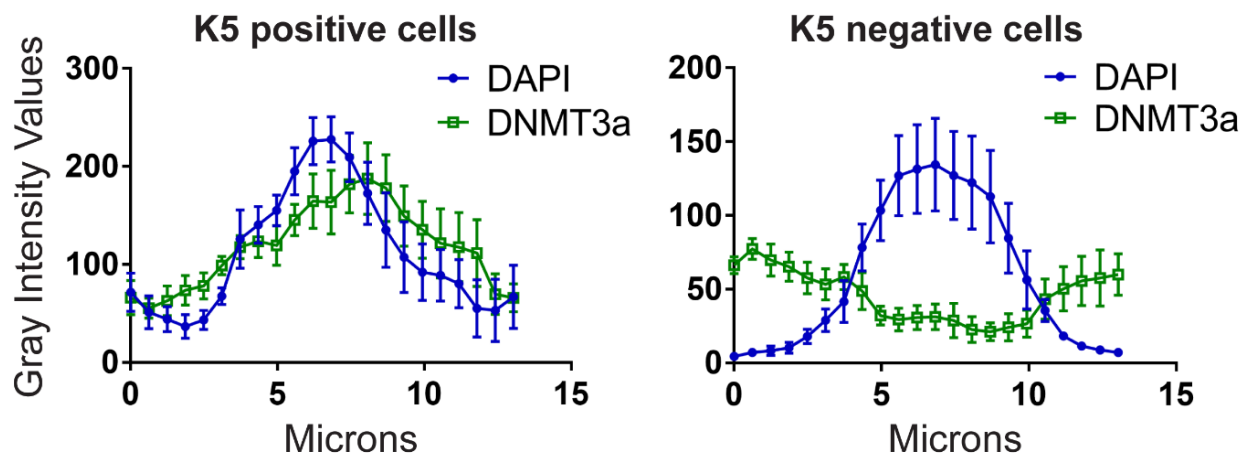 K5 positive cells
Gray Intensity Values
300
200
100
0
DAPI
DNMT3a
0 5 10 15
Microns
K5 negative cells
200
150
100
50
0
DAPI
DNMT3a
0 5 10 15
Microns